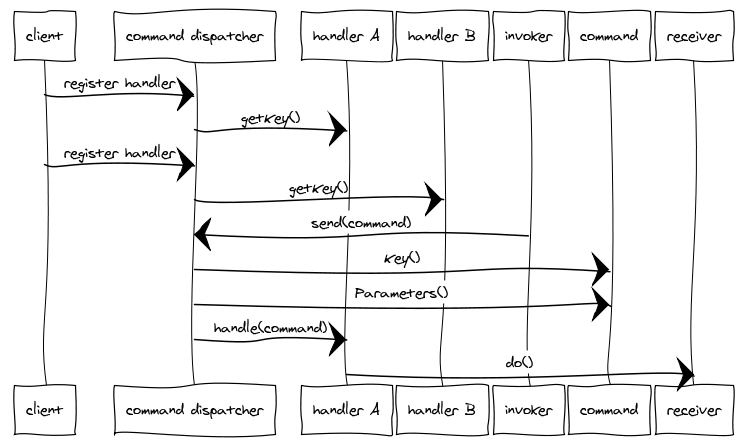 client
command dispatcher
handler A
handler B
invoker
command
receiver
register handler
getKey()
register handler
getKey()
send(command)
Key()
Parameters()
handle(command)
do()
client
command dispatcher
handler A
handler B
invoker
command
receiver